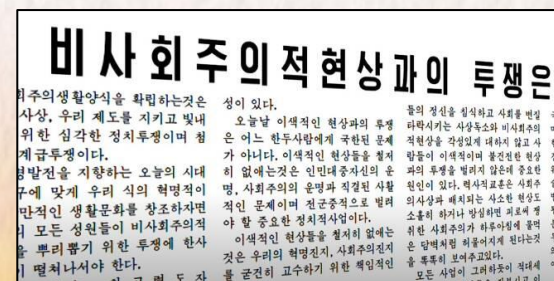 비사회주의적현상과의 투쟁은
회주의생활양식을 확립하는것은
사상, 우리 제도를 지키고 빛내
위한 심각한 정치투쟁이며 첨
계급투쟁이다.
발전을 지향하는 오늘의 시대
구에 맞게 우리 식의 혁명적이
만적인 생활문화를 창조하자면
의 모든 성원들이 비사회주의적
을 뿌리뽑기 위한 투쟁에 한사
이 떨쳐나서야 한다.
성이 있다.
오늘날 이색적인 현상과의 투쟁
은 어느 한두사람에게 국한된 문제
가 아니다. 이색적인 현상들을 철저
히 없애는것은 인민대중자신의 운
명, 사회주의의 운명과 직결된 사활
적인 문제이며 전군중적으로 벌려
야 할 중요한 정치적사업이다.
이색적인 현상들을 철저히 없애는
것은 우리의 혁명진지, 사회주의진지
를 굳건히 고수하기 위한 책임적인
들의 정신을 침식하고 사회를 변질
타락시키는 사상독소와 비사회주의
적현상을 각성있게 대하지 않고 사
람들이 이색적이며 불건전한 현상
과의 투쟁을 벌리지 않은데 중요한
원인이 있다. 력사적교훈은 사회주
의사상과 배치되는 사소한 현상도
소홀히 하거나 방심하면 피로써 쟁
취한 사회주의가 하루아침에 물먹
은 담벽처럼 허물어지게 된다는것
을 똑똑히 보여주고있다.
모든 사업이 그러하듯이 적대세